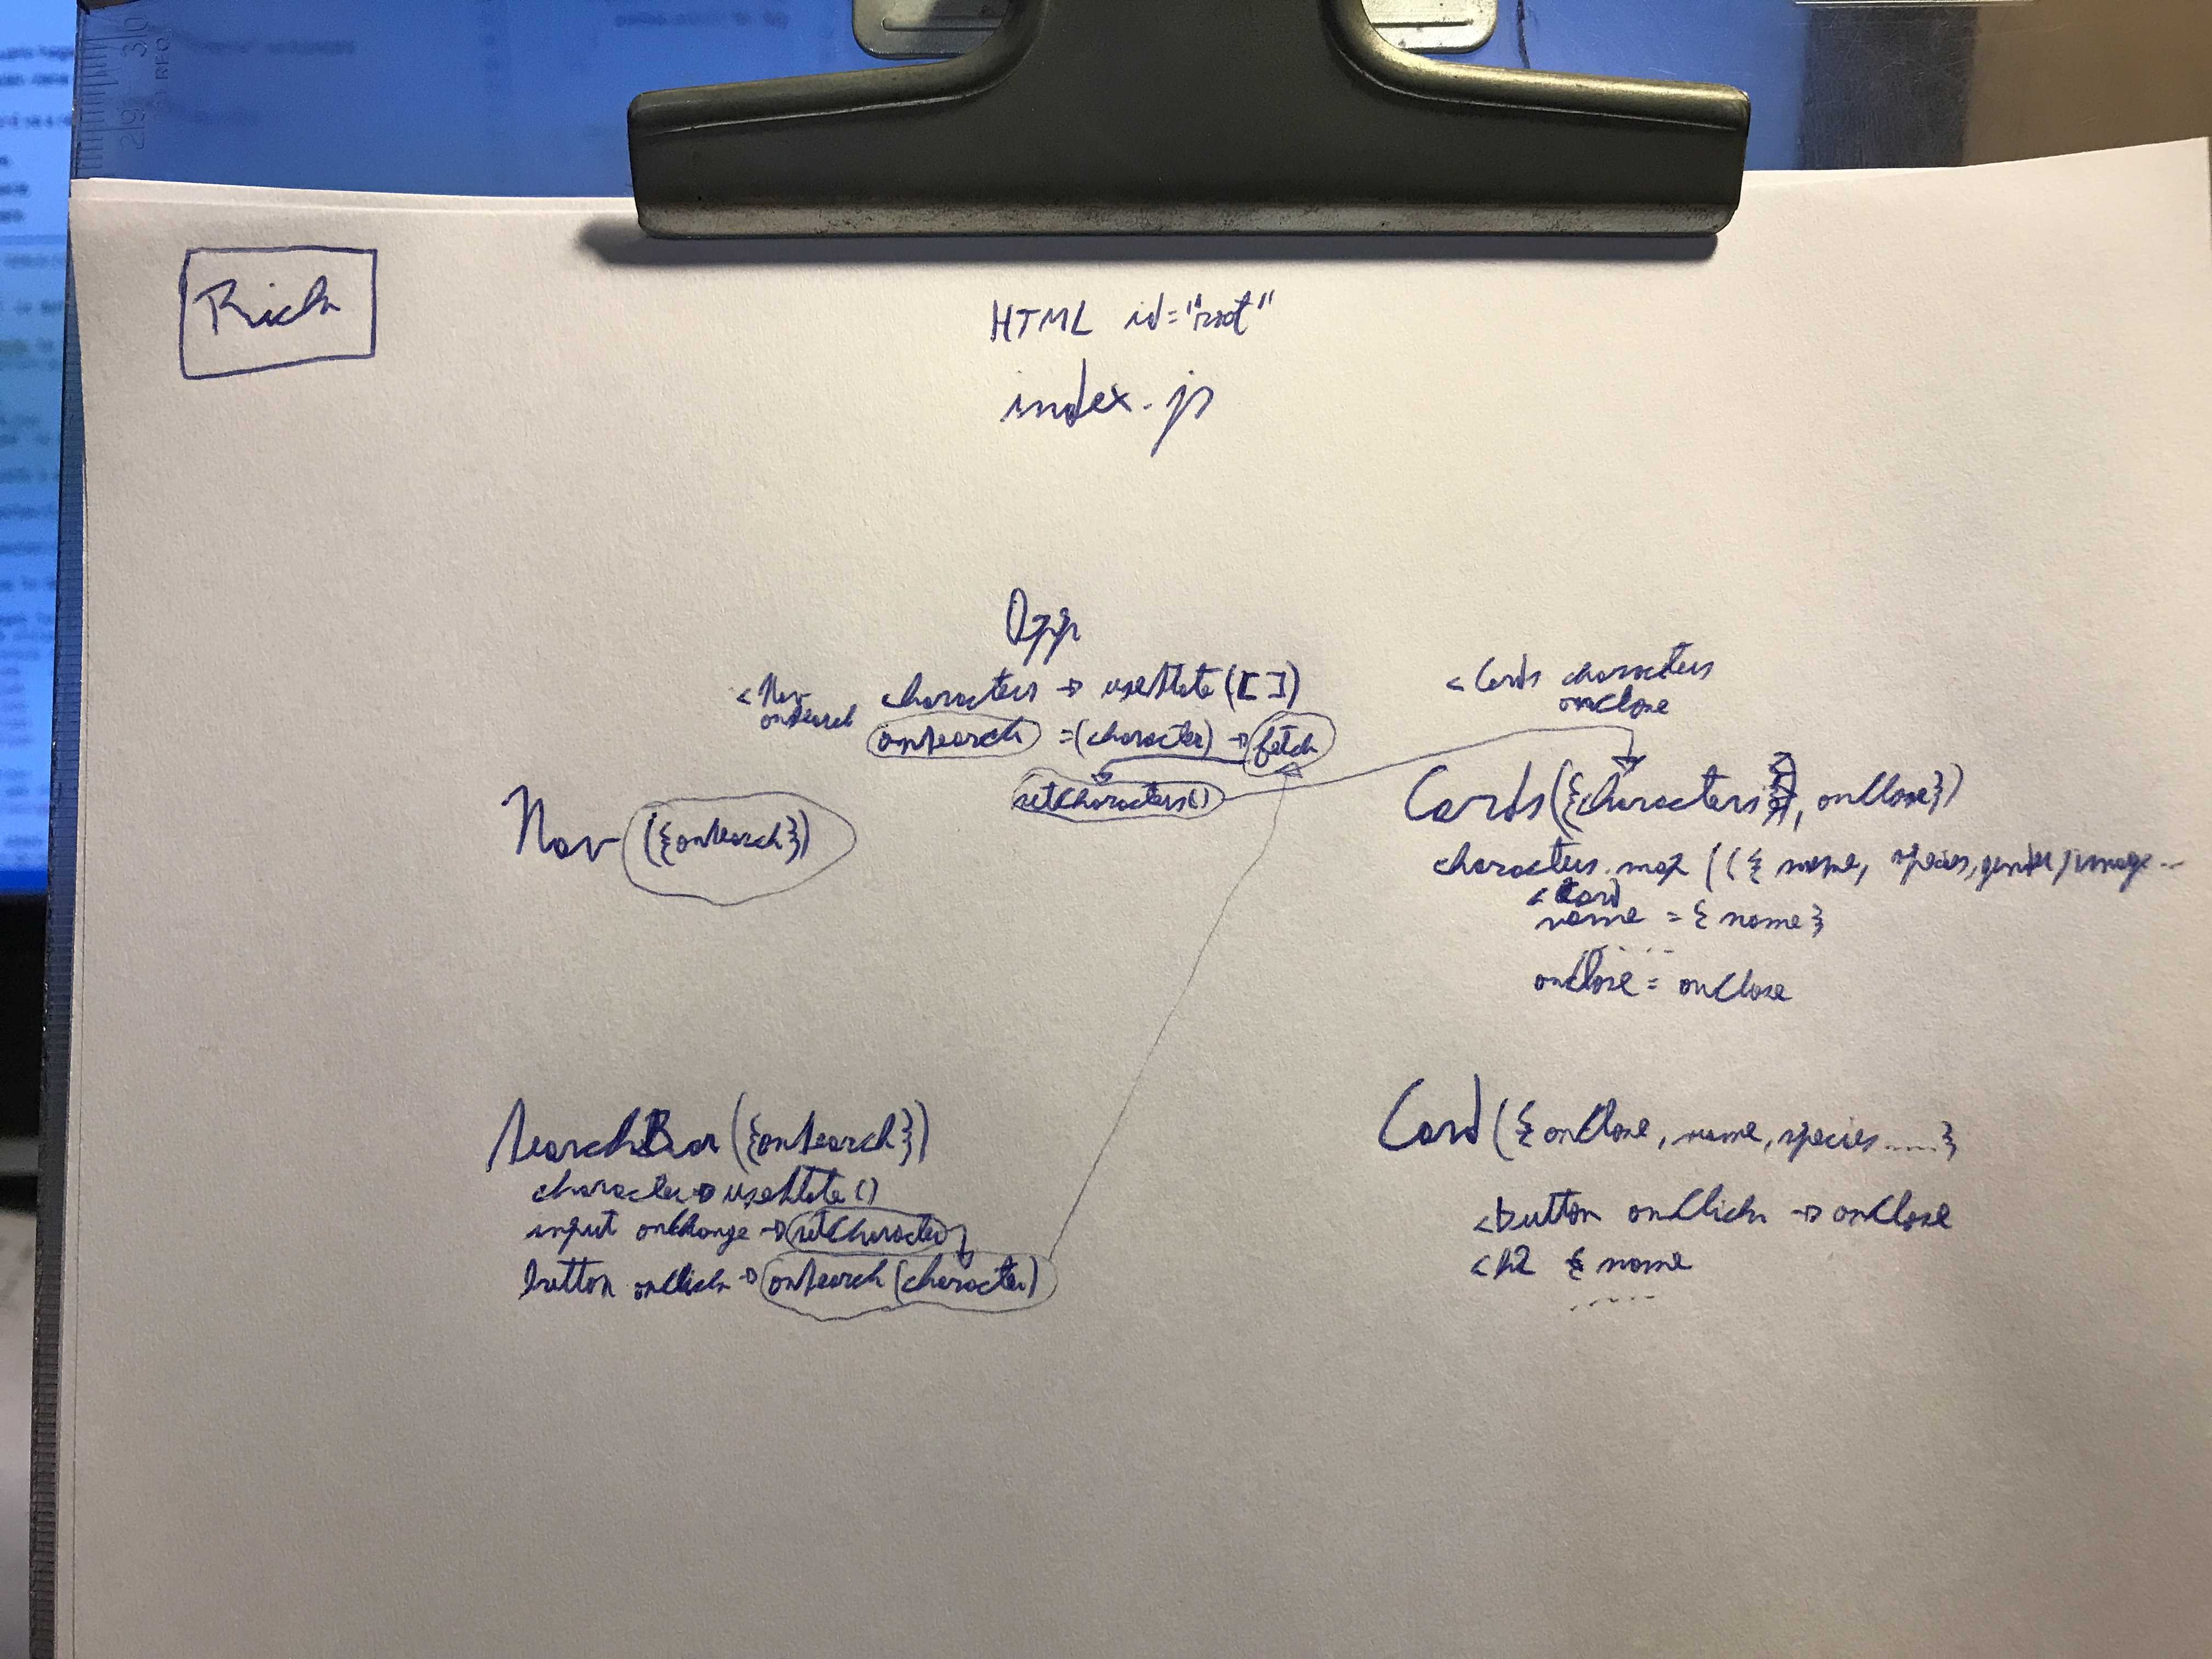 30
29
Rick
HTML id="root"
index.js
App
<Nav
onSearch
characters → useState([ ])
onSearch = (character) → fetch
setCharacters()
<Cards characters
onClose
Nav ({onSearch})
Cards({characters, onClose})
characters.map (({ name, species, gender, image...
<Card
name = {name}
.....
onClose = onClose
SearchBar ({onSearch})
character → useState()
input onChange → setCharacter
button onClick → onSearch (character)
Card ({onClose, name, species.....}
<button onClick → onClose
<h2 { name
.....